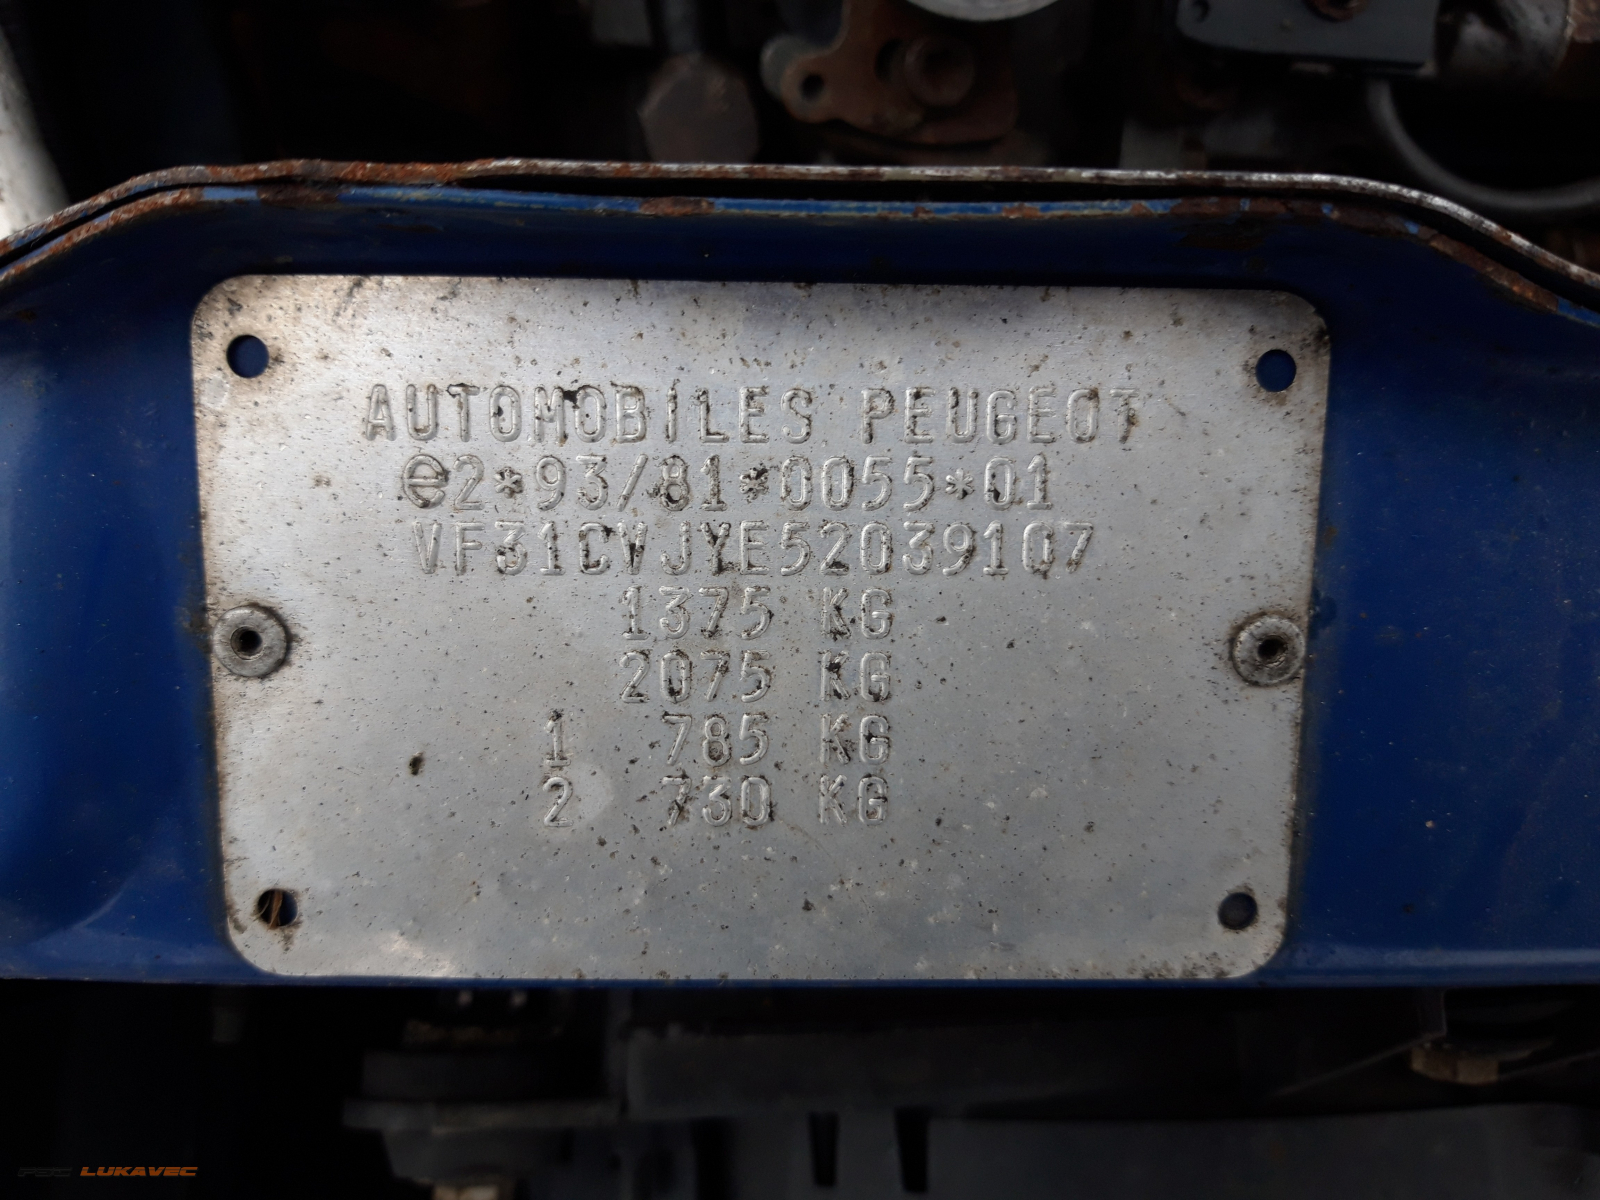 AUTOMOBILES PEUGEOT
e2*93/81*0055*01
VF31CVJYE52039107
1375 KG
2075 KG
1 785 KG
2 730 KG
LUKAVEC